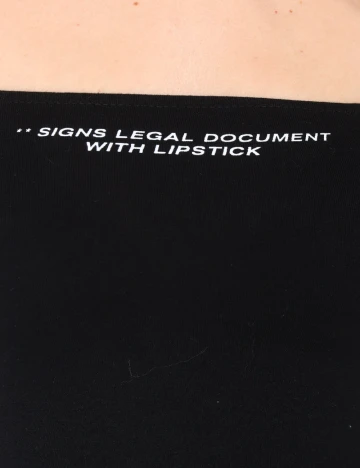 ** SIGNS LEGAL DOCUMENT
WITH LIPSTICK